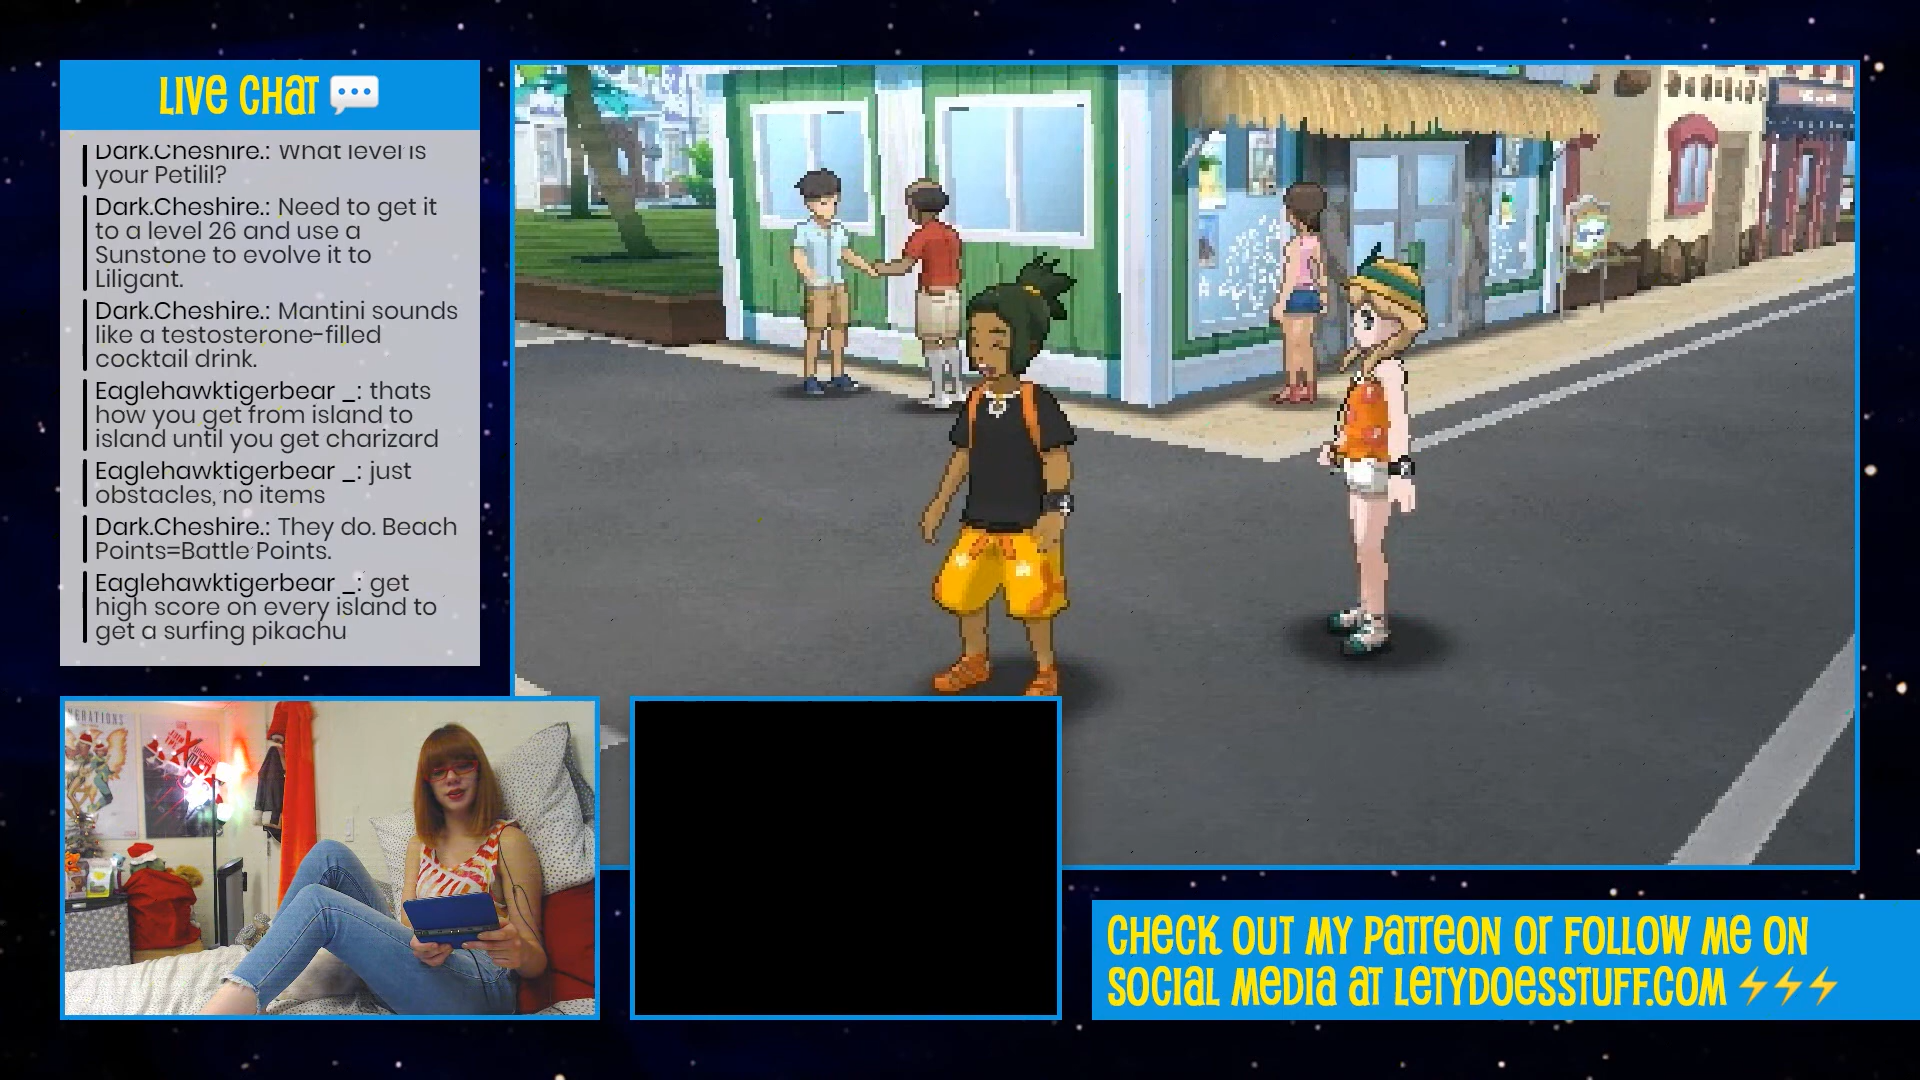 LIVE CHAT
Dark.Cheshire.: What level is
your Petilil?
Dark.Cheshire.: Need to get it
to a level 26 and use a
Sunstone to evolve it to
Liligant.
Dark.Cheshire.: Mantini sounds
like a testosterone-filled
cocktail drink.
Eaglehawktigerbear _: thats
how you get from island to
island until you get charizard
Eaglehawktigerbear _: just
obstacles, no items
Dark.Cheshire.: They do. Beach
Points=Battle Points.
Eaglehawktigerbear _: get
high score on every island to
get a surfing pikachu
CHECK OUT MY PATREON OR FOLLOW ME ON
SOCIAL MEDIA AT LETYDOESSTUFF.COM ⚡⚡⚡